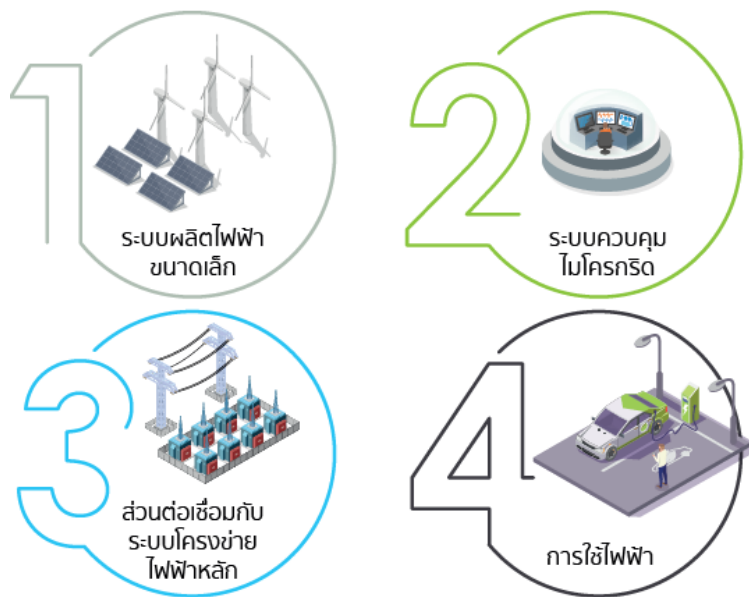 1
ระบบผลิตไฟฟ้า
ขนาดเล็ก
2
ระบบควบคุม
ไมโครกริด
3
ส่วนต่อเชื่อมกับ
ระบบโครงข่าย
ไฟฟ้าหลัก
4
การใช้ไฟฟ้า